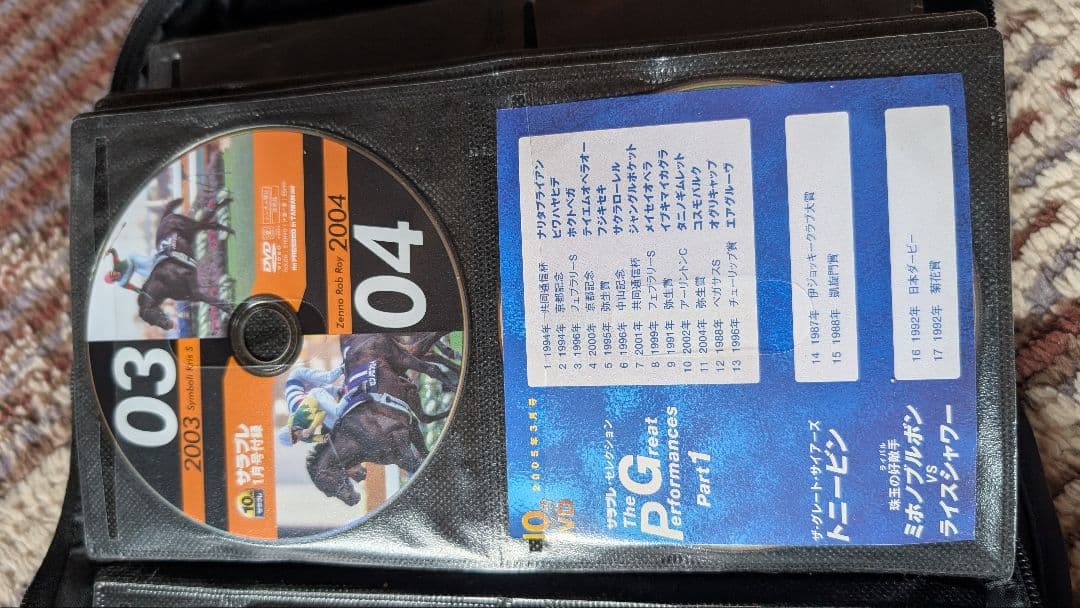 03
2003 Symboli Kris S
サラブレ
1月号付録
DVD
Zenno Rob Roy 2004
04
2005年3月号
サラブレ・セレクション
The
Great
Performances
Part 1
1 1994年 共同通信杯 ナリタブライアン
2 1994年 京都記念 ビワハヤヒデ
3 1996年 フェブラリーS ホクトベガ
4 2000年 京都記念 テイエムオペラオー
5 1995年 弥生賞 フジキセキ
6 1996年 中山記念 サクラローレル
7 2001年 共同通信杯 ジャングルポケット
8 1999年 フェブラリーS メイセイオペラ
9 1991年 弥生賞 イブキマイカグラ
10 2002年 アーリントンC タニノギムレット
11 2004年 弥生賞 コスモバルク
12 1988年 ペガサスS オグリキャップ
13 1996年 チューリップ賞 エアグルーヴ
ザ・グレート・サイアーズ
トニービン
14 1987年 伊ジョッキークラブ大賞
15 1988年 凱旋門賞
珠玉の好敵手
ライバル
ミホノブルボン
VS
ライスシャワー
16 1992年 日本ダービー
17 1992年 菊花賞